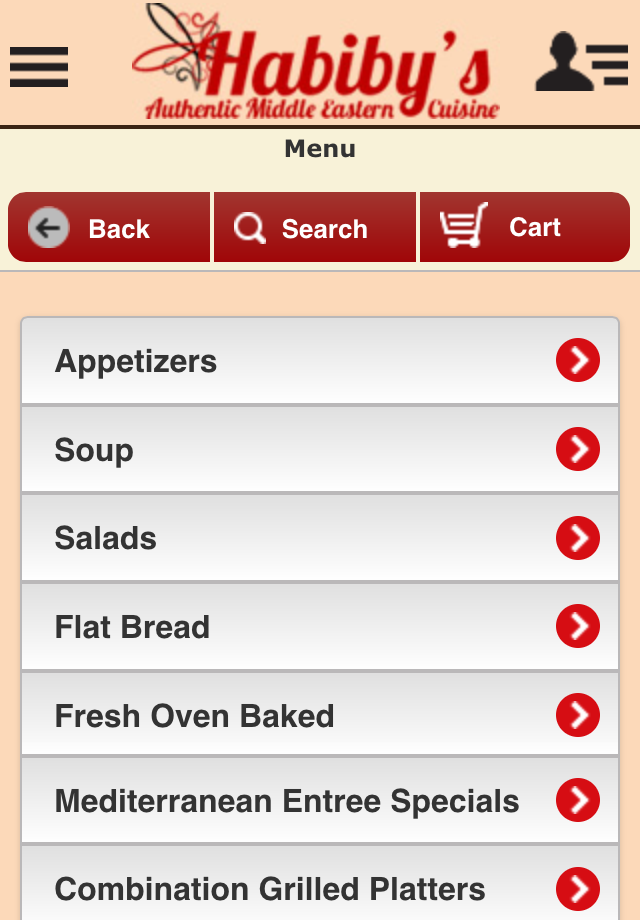 Habiby's
Authentic Middle Eastern Cuisine
Menu
Back
Search
Cart
Appetizers
Soup
Salads
Flat Bread
Fresh Oven Baked
Mediterranean Entree Specials
Combination Grilled Platters